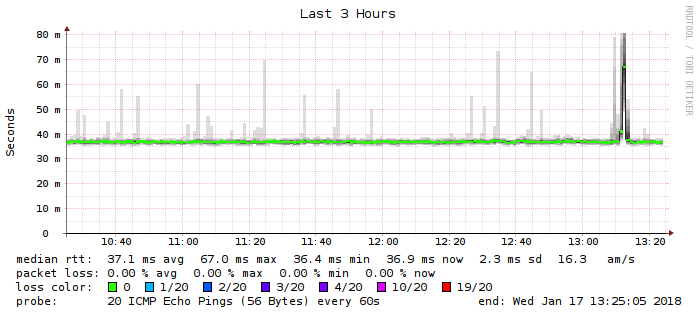 Last 3 Hours
RRDTOOL / TOBI OETIKER
Seconds
80 m
70 m
60 m
50 m
40 m
30 m
20 m
10 m
0
10:40 11:00 11:20 11:40 12:00 12:20 12:40 13:00 13:20
median rtt: 37.1 ms avg 67.0 ms max 36.4 ms min 36.9 ms now 2.3 ms sd 16.3 am/s
packet loss: 0.00 % avg 0.00 % max 0.00 % min 0.00 % now
loss color: 0 1/20 2/20 3/20 4/20 10/20 19/20
probe: 20 ICMP Echo Pings (56 Bytes) every 60s end: Wed Jan 17 13:25:05 2018